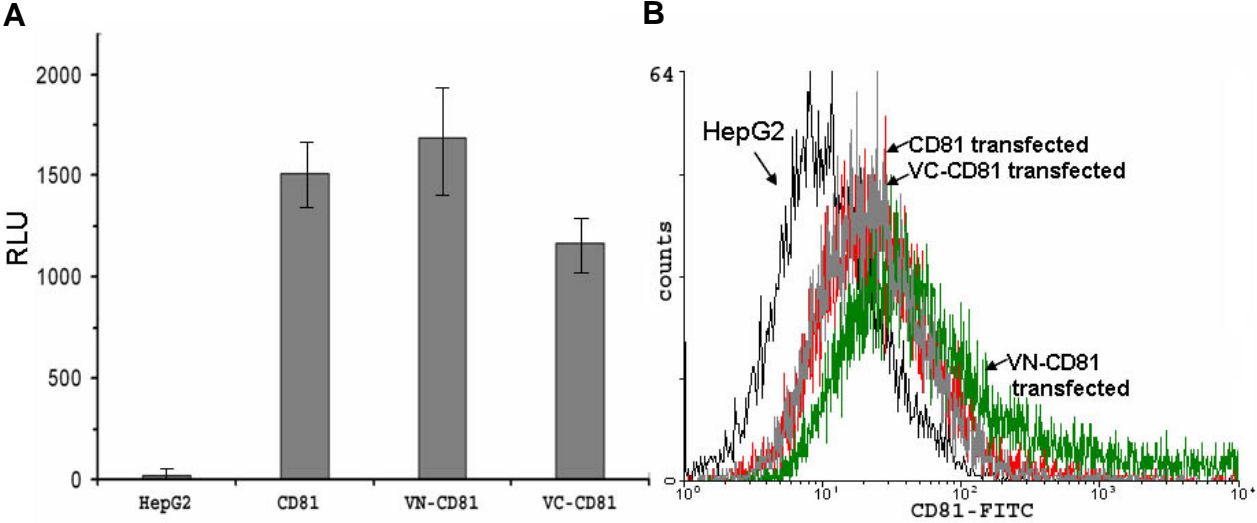 A
RLU
2000
1500
1000
500
0
HepG2 CD81 VN-CD81 VC-CD81
B
64
counts
0
HepG2
CD81 transfected
VC-CD81 transfected
VN-CD81
transfected
10⁰ 10¹ 10² 10³ 10⁴
CD81-FITC